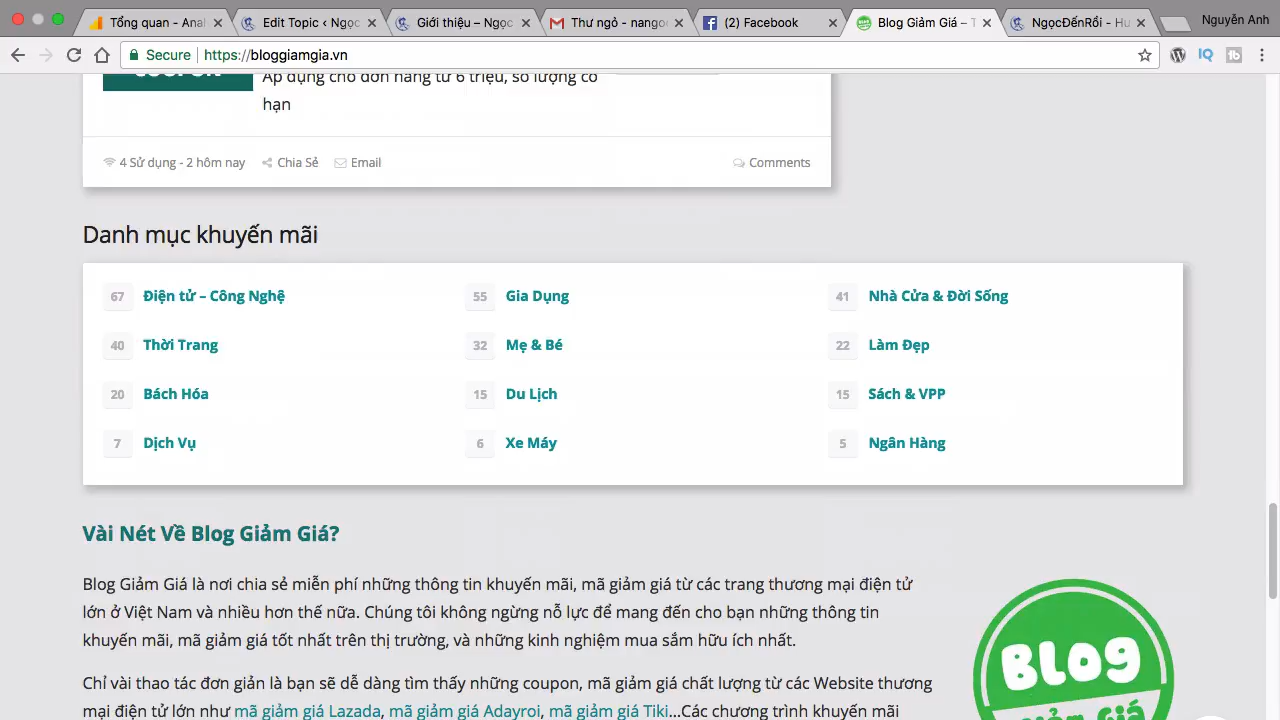 Tổng quan - Anal
Edit Topic ‹ Ngọc
Giới thiệu – Ngọc
Thư ngỏ - nangoc
(2) Facebook
Blog Giảm Giá – T
NgọcĐếnRồi - Hu
Nguyễn Anh
Secure
https://bloggiamgia.vn
COUPON
Áp dụng cho đơn hàng từ 6 triệu, số lượng có
hạn
4 Sử dụng - 2 hôm nay
Chia Sẻ
Email
Comments
Danh mục khuyến mãi
67 Điện tử – Công Nghệ
55 Gia Dụng
41 Nhà Cửa & Đời Sống
40 Thời Trang
32 Mẹ & Bé
22 Làm Đẹp
20 Bách Hóa
15 Du Lịch
15 Sách & VPP
7 Dịch Vụ
6 Xe Máy
5 Ngân Hàng
Vài Nét Về Blog Giảm Giá?
Blog Giảm Giá là nơi chia sẻ miễn phí những thông tin khuyến mãi, mã giảm giá từ các trang thương mại điện tử
lớn ở Việt Nam và nhiều hơn thế nữa. Chúng tôi không ngừng nỗ lực để mang đến cho bạn những thông tin
khuyến mãi, mã giảm giá tốt nhất trên thị trường, và những kinh nghiệm mua sắm hữu ích nhất.
Chỉ vài thao tác đơn giản là bạn sẽ dễ dàng tìm thấy những coupon, mã giảm giá chất lượng từ các Website thương
mại điện tử lớn như mã giảm giá Lazada, mã giảm giá Adayroi, mã giảm giá Tiki...Các chương trình khuyến mãi
BLOG
GIẢM GIÁ